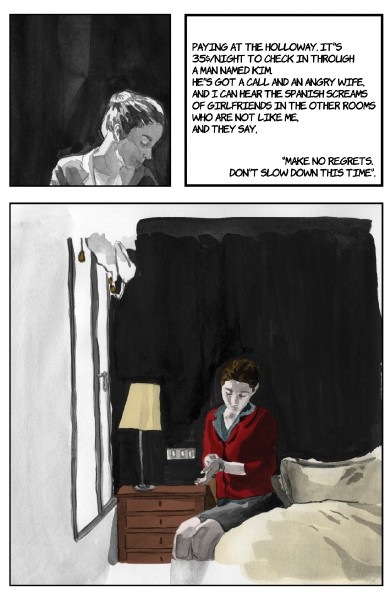 PAYING AT THE HOLLOWAY. IT"S
35$/NIGHT TO CHECK IN THROUGH
A MAN NAMED KIM.
HE'S GOT A CALL AND AN ANGRY WIFE.
AND I CAN HEAR THE SPANISH SCREAMS
OF GIRLFRIENDS IN THE OTHER ROOMS
WHO ARE NOT LIKE ME,
AND THEY SAY,
"MAKE NO REGRETS.
DON'T SLOW DOWN THIS TIME".